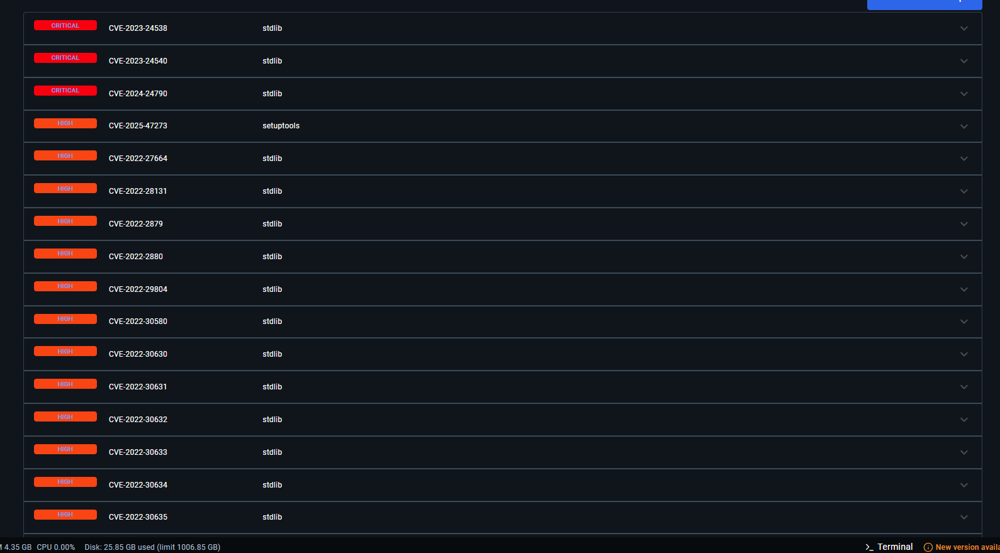 CRITICAL CVE-2023-24538 stdlib
CRITICAL CVE-2023-24540 stdlib
CRITICAL CVE-2024-24790 stdlib
HIGH CVE-2025-47273 setuptools
HIGH CVE-2022-27664 stdlib
HIGH CVE-2022-28131 stdlib
HIGH CVE-2022-2879 stdlib
HIGH CVE-2022-2880 stdlib
HIGH CVE-2022-29804 stdlib
HIGH CVE-2022-30580 stdlib
HIGH CVE-2022-30630 stdlib
HIGH CVE-2022-30631 stdlib
HIGH CVE-2022-30632 stdlib
HIGH CVE-2022-30633 stdlib
HIGH CVE-2022-30634 stdlib
HIGH CVE-2022-30635 stdlib
4.35 GB CPU 0.00% Disk: 25.85 GB used (limit 1006.85 GB) >_ Terminal New version